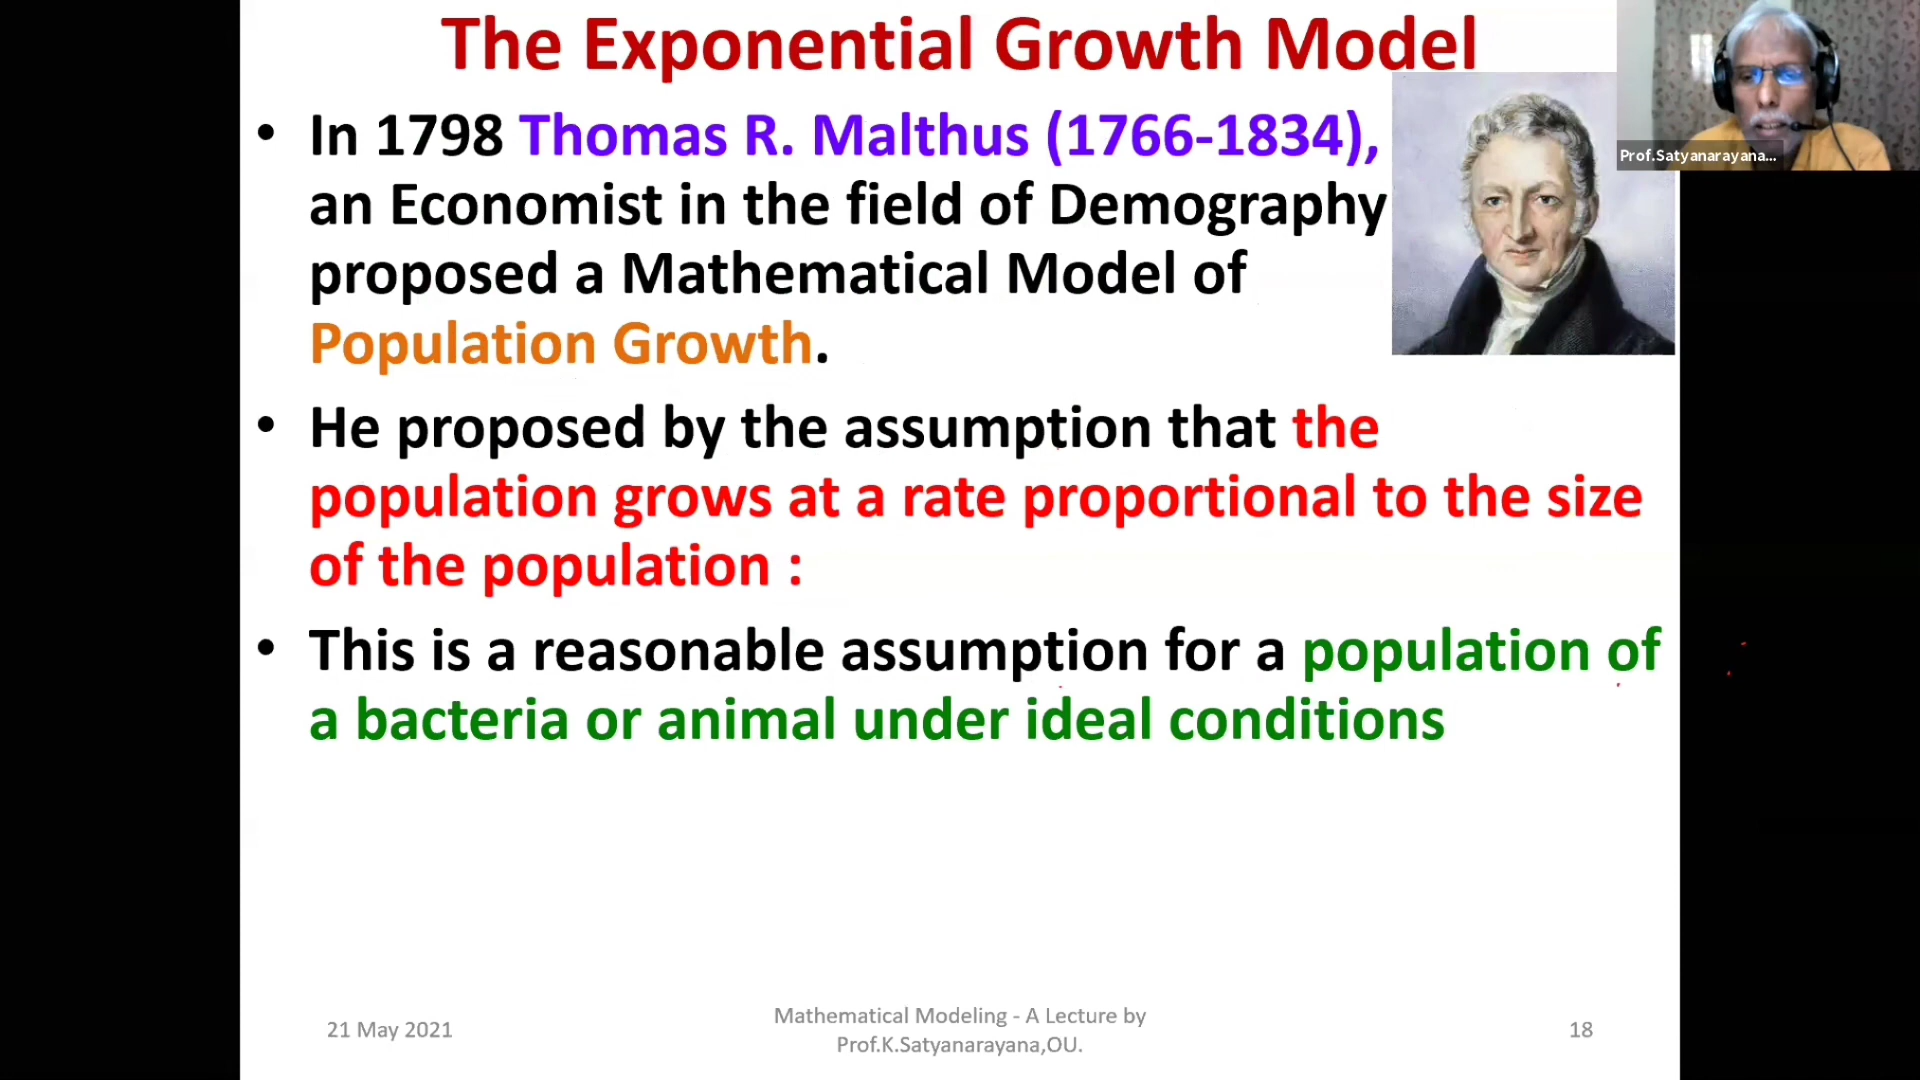 The Exponential Growth Model
• In 1798 Thomas R. Malthus (1766-1834),
an Economist in the field of Demography
proposed a Mathematical Model of
Population Growth.
• He proposed by the assumption that the
population grows at a rate proportional to the size
of the population :
• This is a reasonable assumption for a population of
a bacteria or animal under ideal conditions
Prof.Satyanarayana...
21 May 2021
Mathematical Modeling - A Lecture by
Prof.K.Satyanarayana,OU.
18